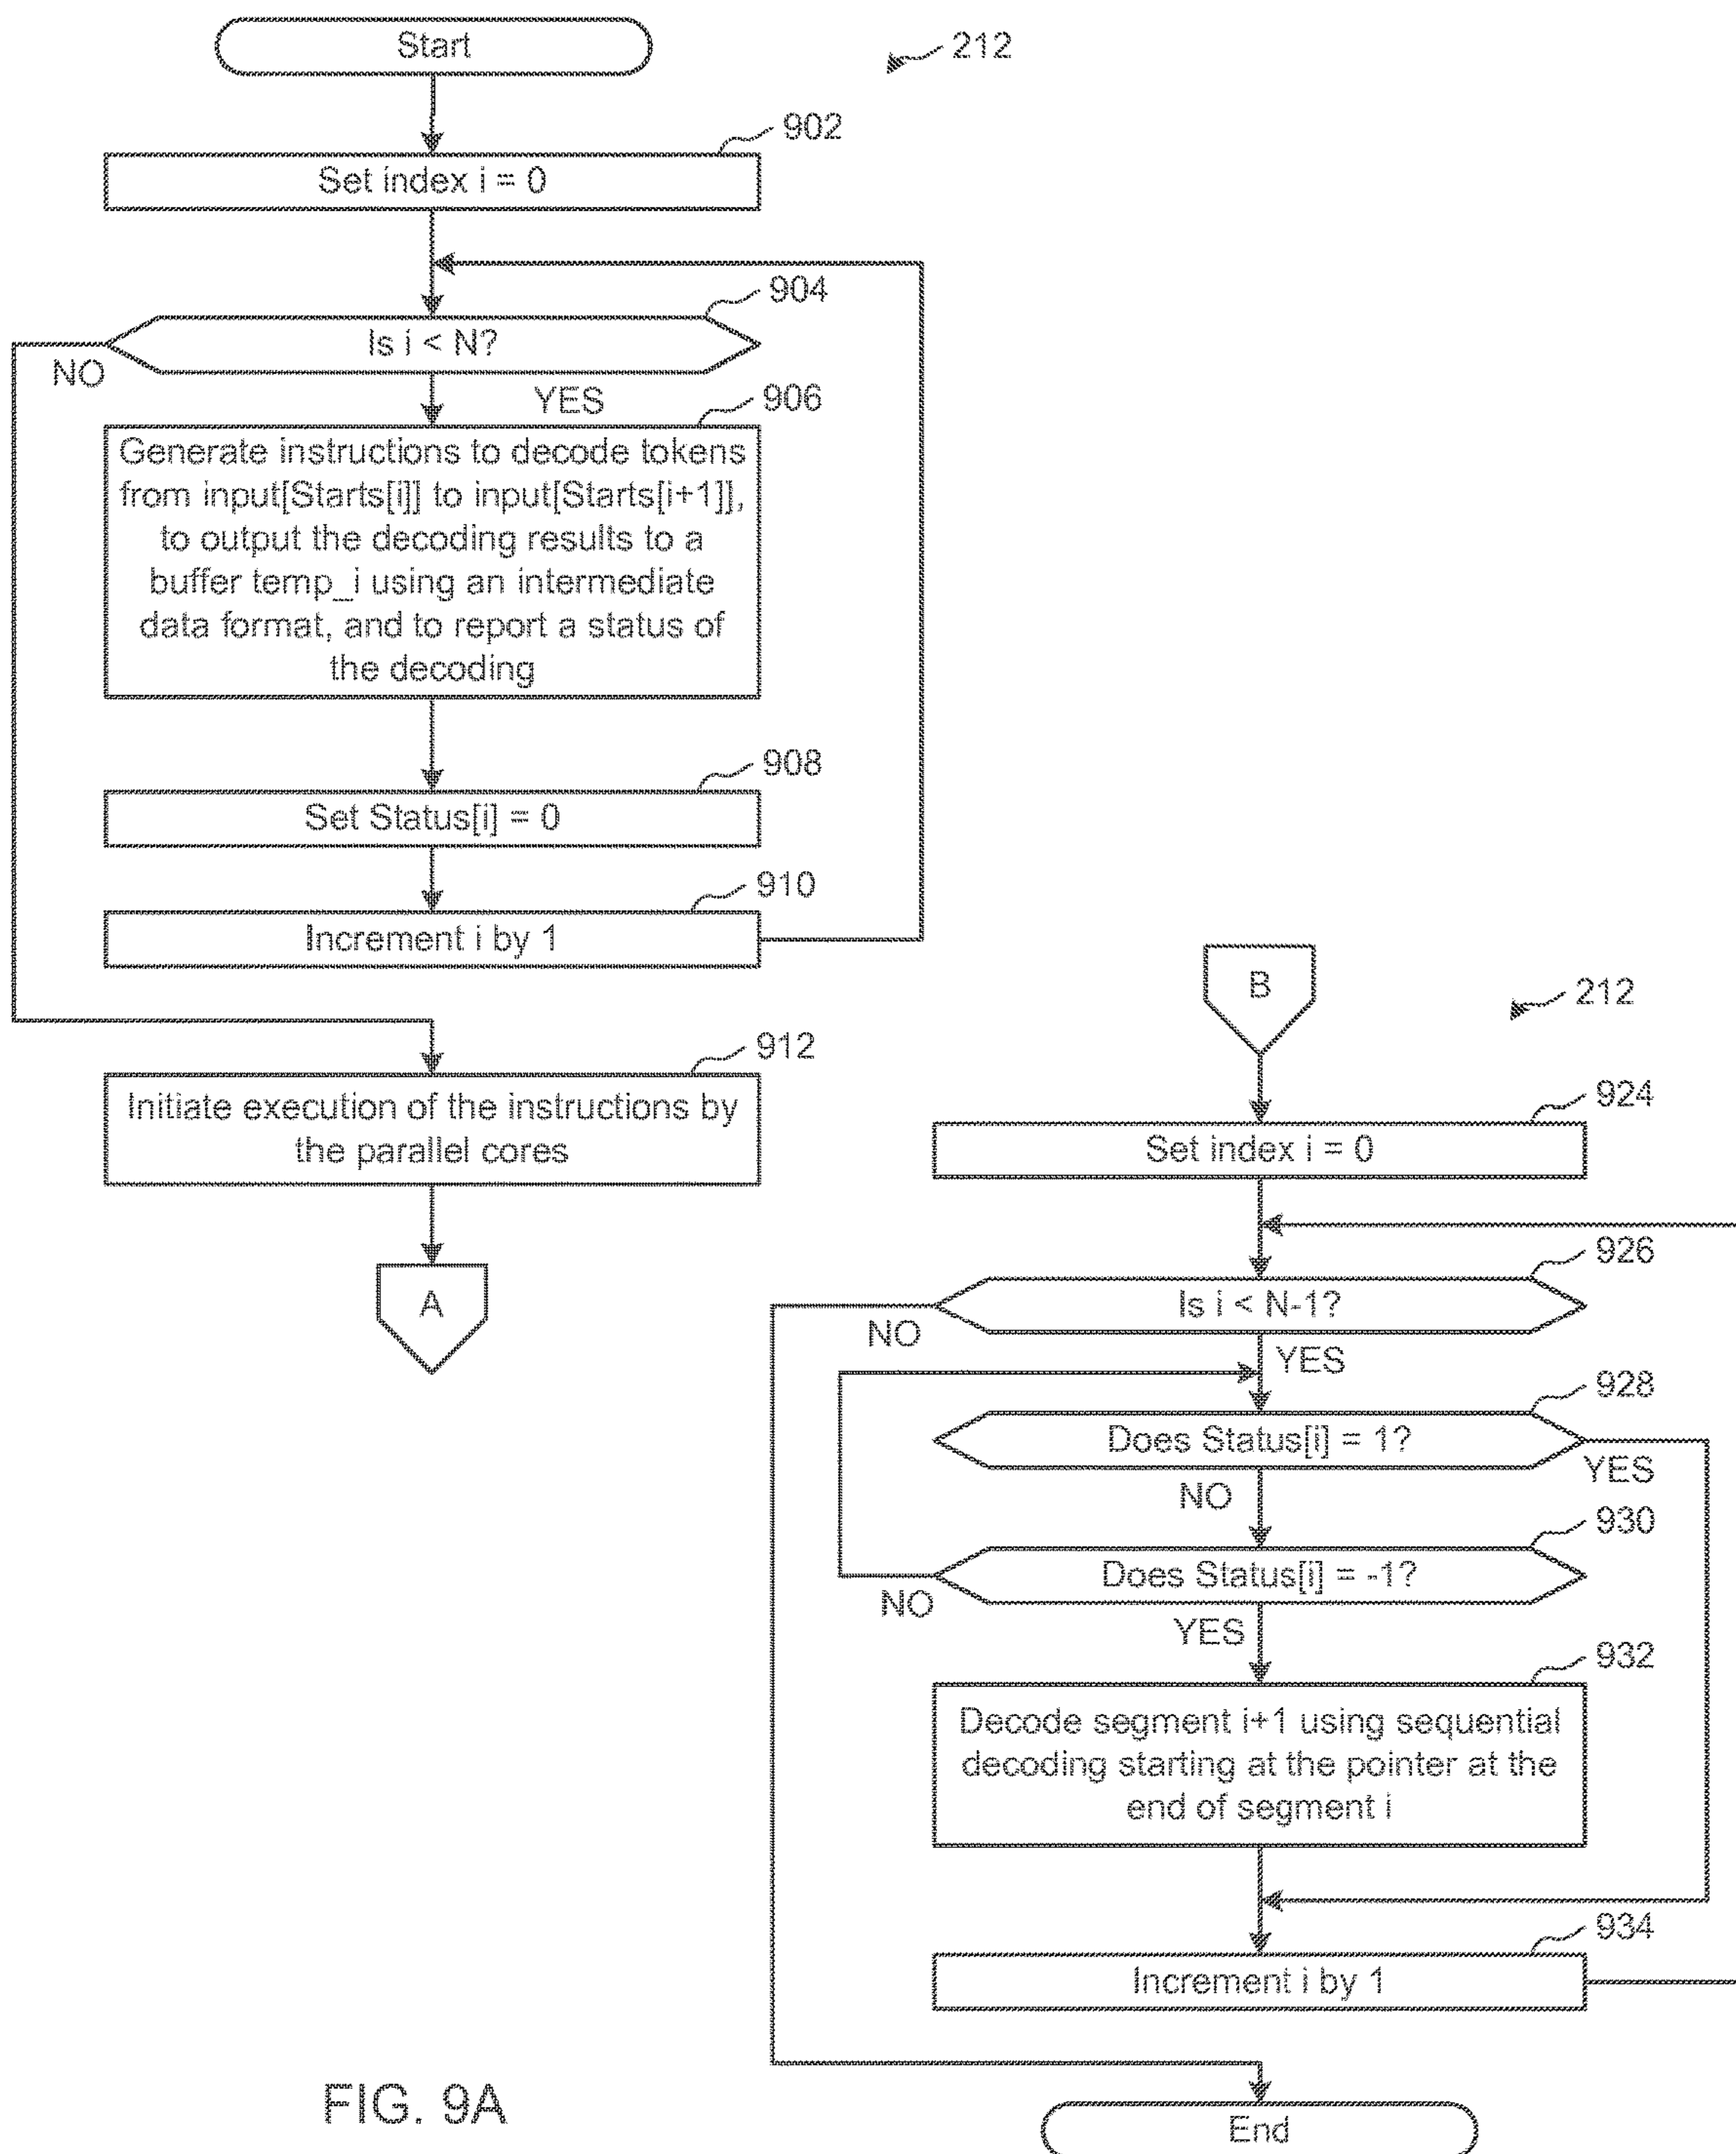 Start
212
902
Set index i = 0
904
Is i < N?
NO
YES
906
Generate instructions to decode tokens
from input[Starts[i]] to input[Starts[i+1]],
to output the decoding results to a
buffer temp_i using an intermediate
data format, and to report a status of
the decoding
908
Set Status[i] = 0
910
Increment i by 1
912
Initiate execution of the instructions by
the parallel cores
A
FIG. 9A
B
212
924
Set index i = 0
926
Is i < N-1?
NO
YES
928
Does Status[i] = 1?
YES
NO
930
Does Status[i] = -1?
NO
YES
932
Decode segment i+1 using sequential
decoding starting at the pointer at the
end of segment i
934
Increment i by 1
End